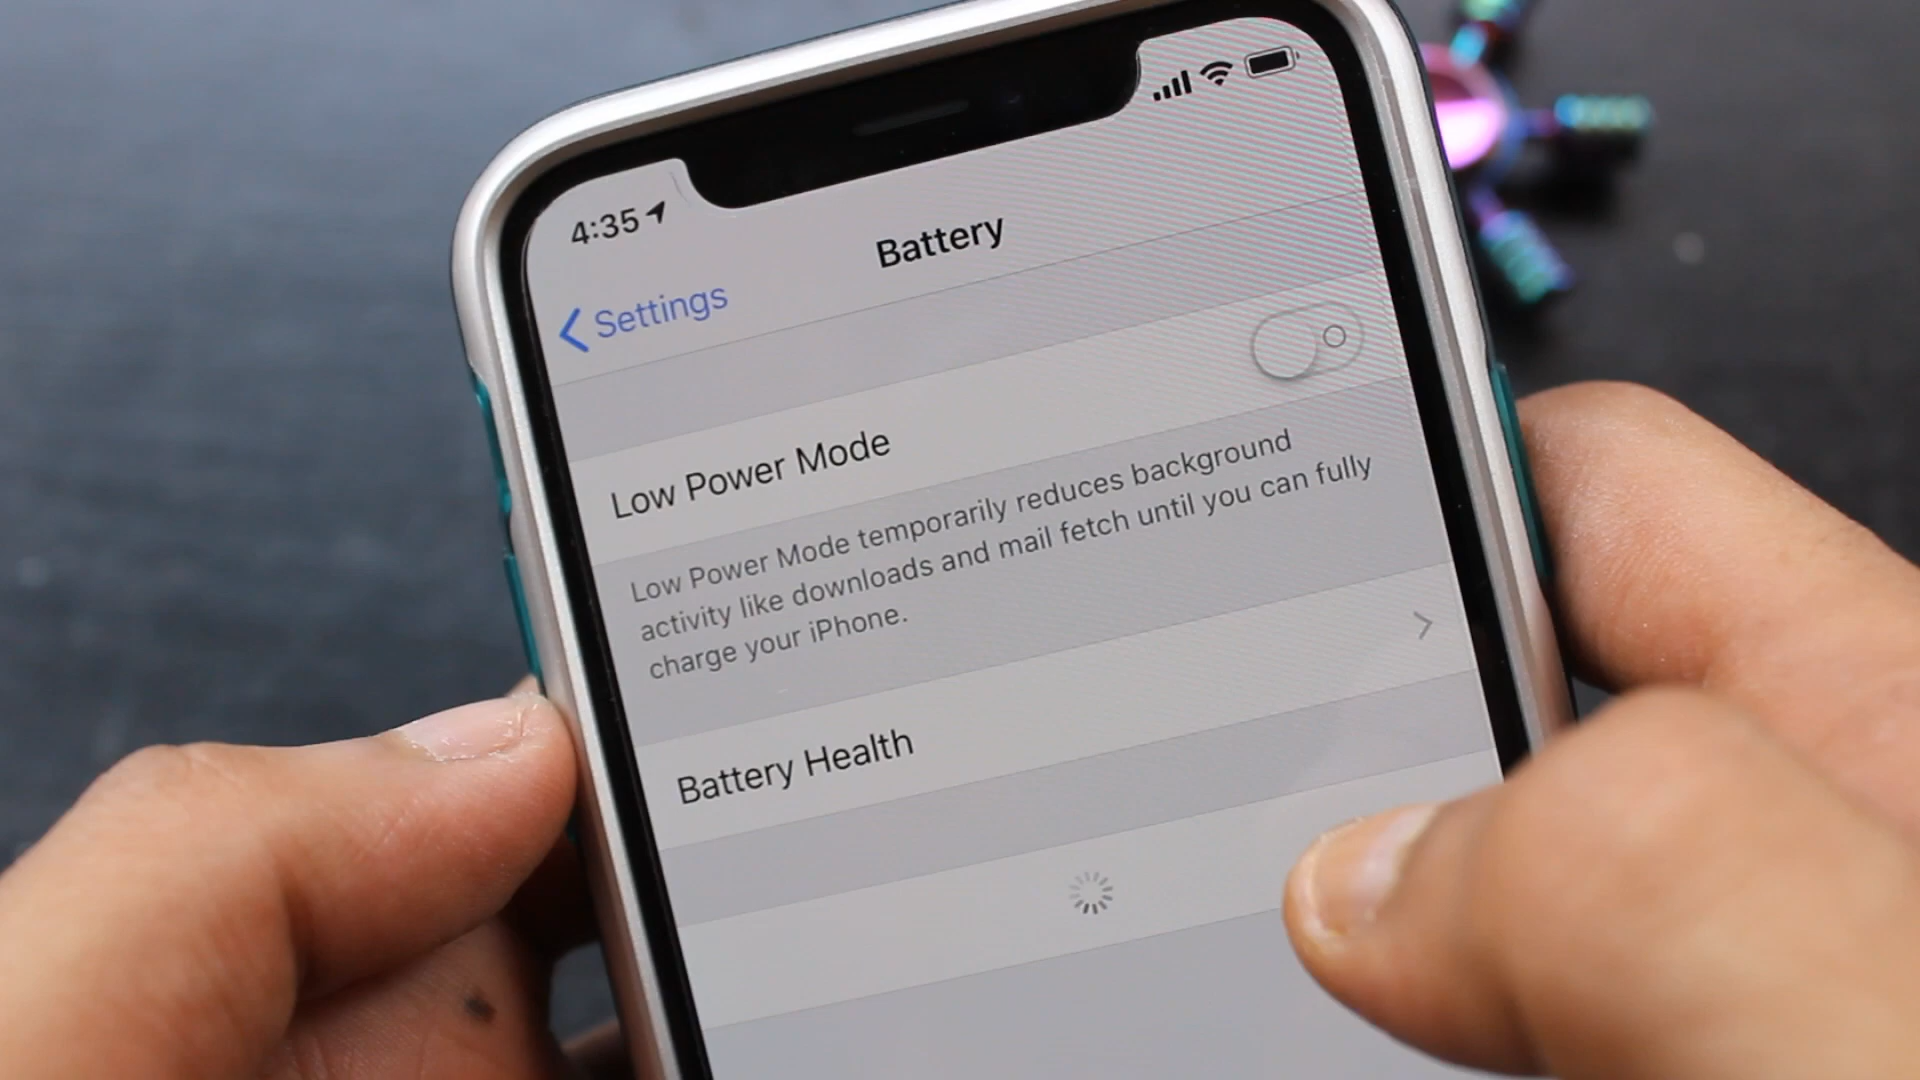 4:35
Battery
Settings
Low Power Mode
Low Power Mode temporarily reduces background
activity like downloads and mail fetch until you can fully
charge your iPhone.
Battery Health